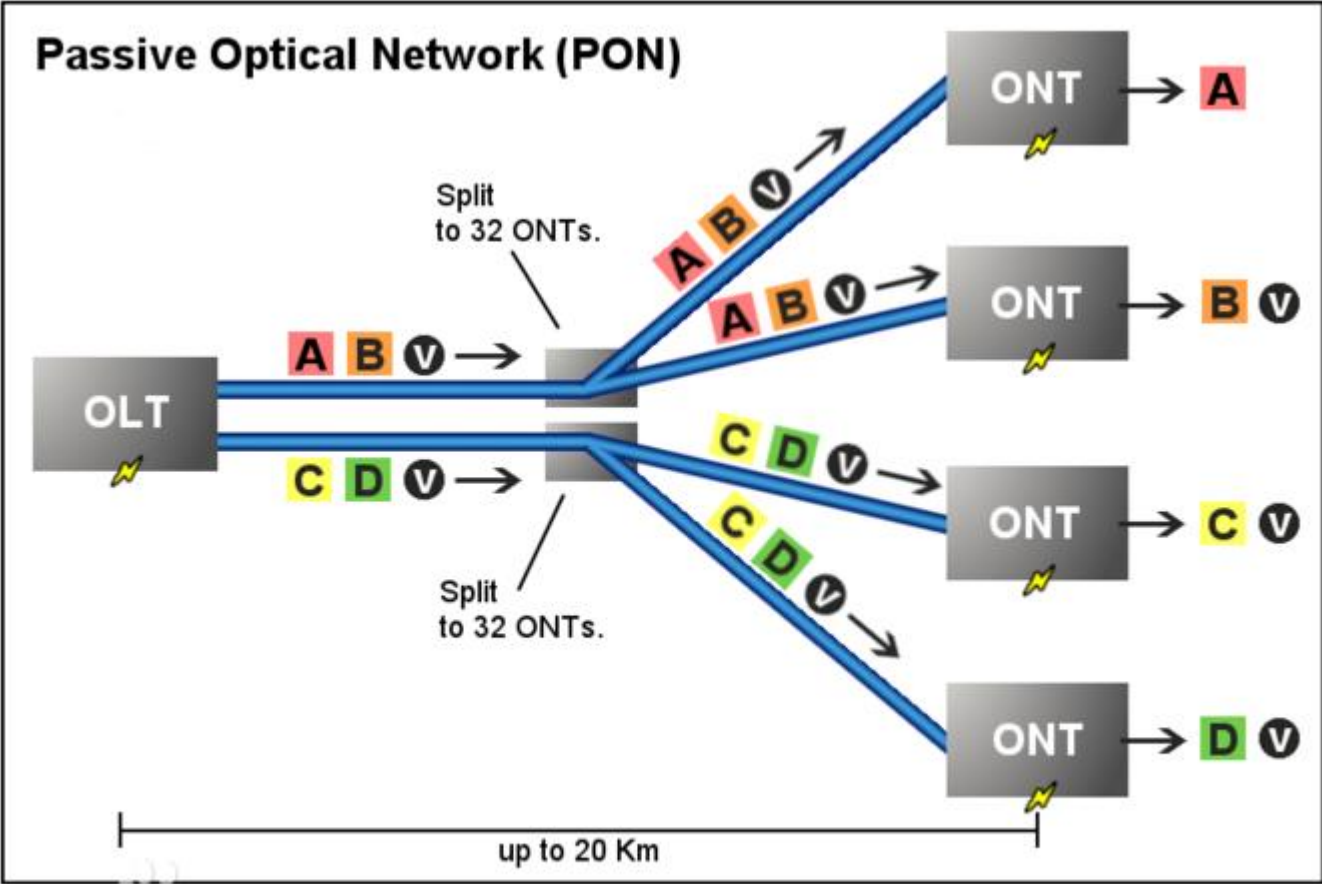 Passive Optical Network (PON)
ONT
A
Split
to 32 ONTs.
A B V
A B V
ONT
B V
A B V
OLT
C D V
C D V
C D V
ONT
C V
Split
to 32 ONTs.
ONT
D V
up to 20 Km